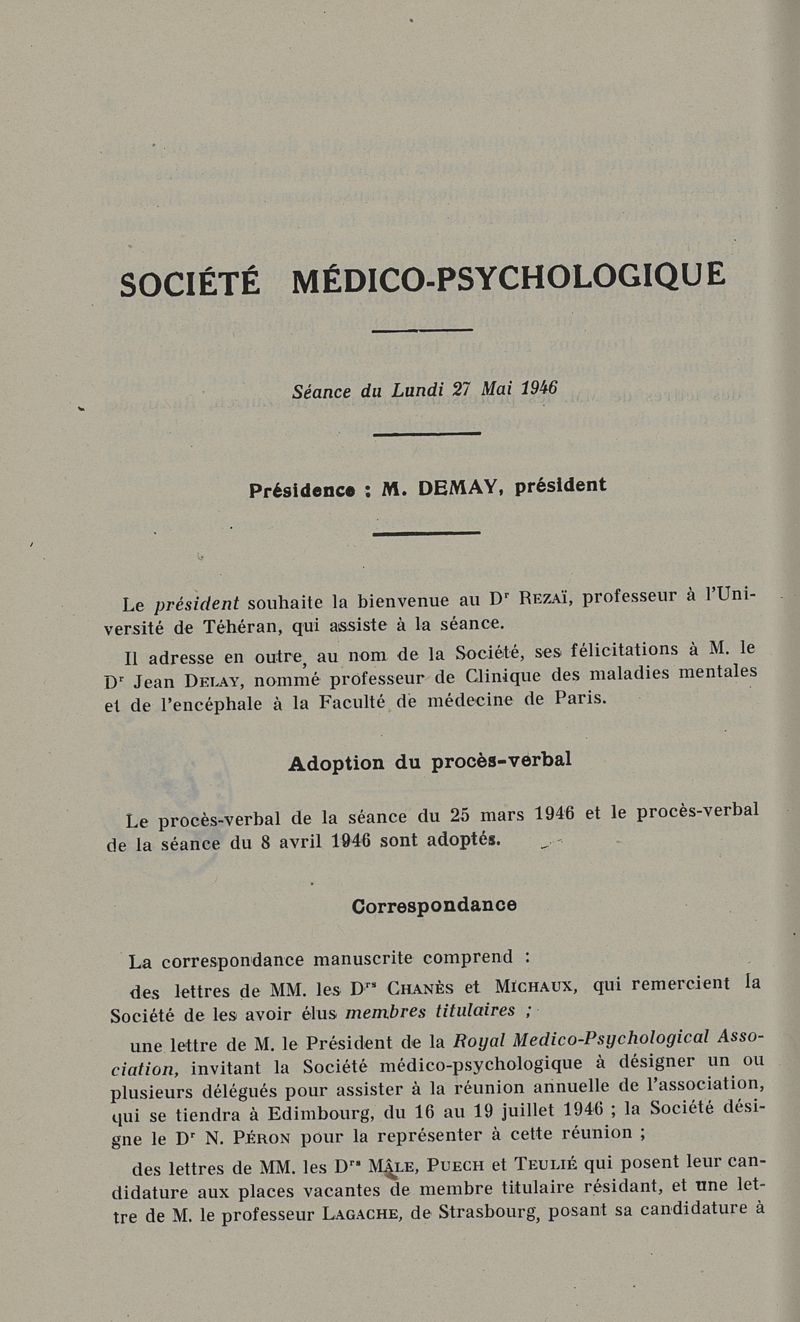 SOCIÉTÉ MÉDICO-PSYCHOLOGIQUE
Séance du Lundi 27 Mai 1946
Présidence : M. DEMAY, président
Le président souhaite la bienvenue au Dr REZAÏ, professeur à l'Uni-
versité de Téhéran, qui assiste à la séance.
Il adresse en outre, au nom de la Société, ses félicitations à M. le
Dr Jean DELAY, nommé professeur de Clinique des maladies mentales
et de l'encéphale à la Faculté de médecine de Paris.
Adoption du procès-verbal
Le procès-verbal de la séance du 25 mars 1946 et le procès-verbal
de la séance du 8 avril 1946 sont adoptés.
Correspondance
La correspondance manuscrite comprend :
des lettres de MM. les Drs CHANÈS et MICHAUX, qui remercient la
Société de les avoir élus membres titulaires ;
une lettre de M. le Président de la Royal Medico-Psychological Asso-
ciation, invitant la Société médico-psychologique à désigner un ou
plusieurs délégués pour assister à la réunion annuelle de l'association,
qui se tiendra à Edimbourg, du 16 au 19 juillet 1946 ; la Société dési-
gne le Dr N. PÉRON pour la représenter à cette réunion ;
des lettres de MM. les Drs MÂLE, PUECH et TEULIÉ qui posent leur can-
didature aux places vacantes de membre titulaire résidant, et une let-
tre de M. le professeur LAGACHE, de Strasbourg, posant sa candidature à